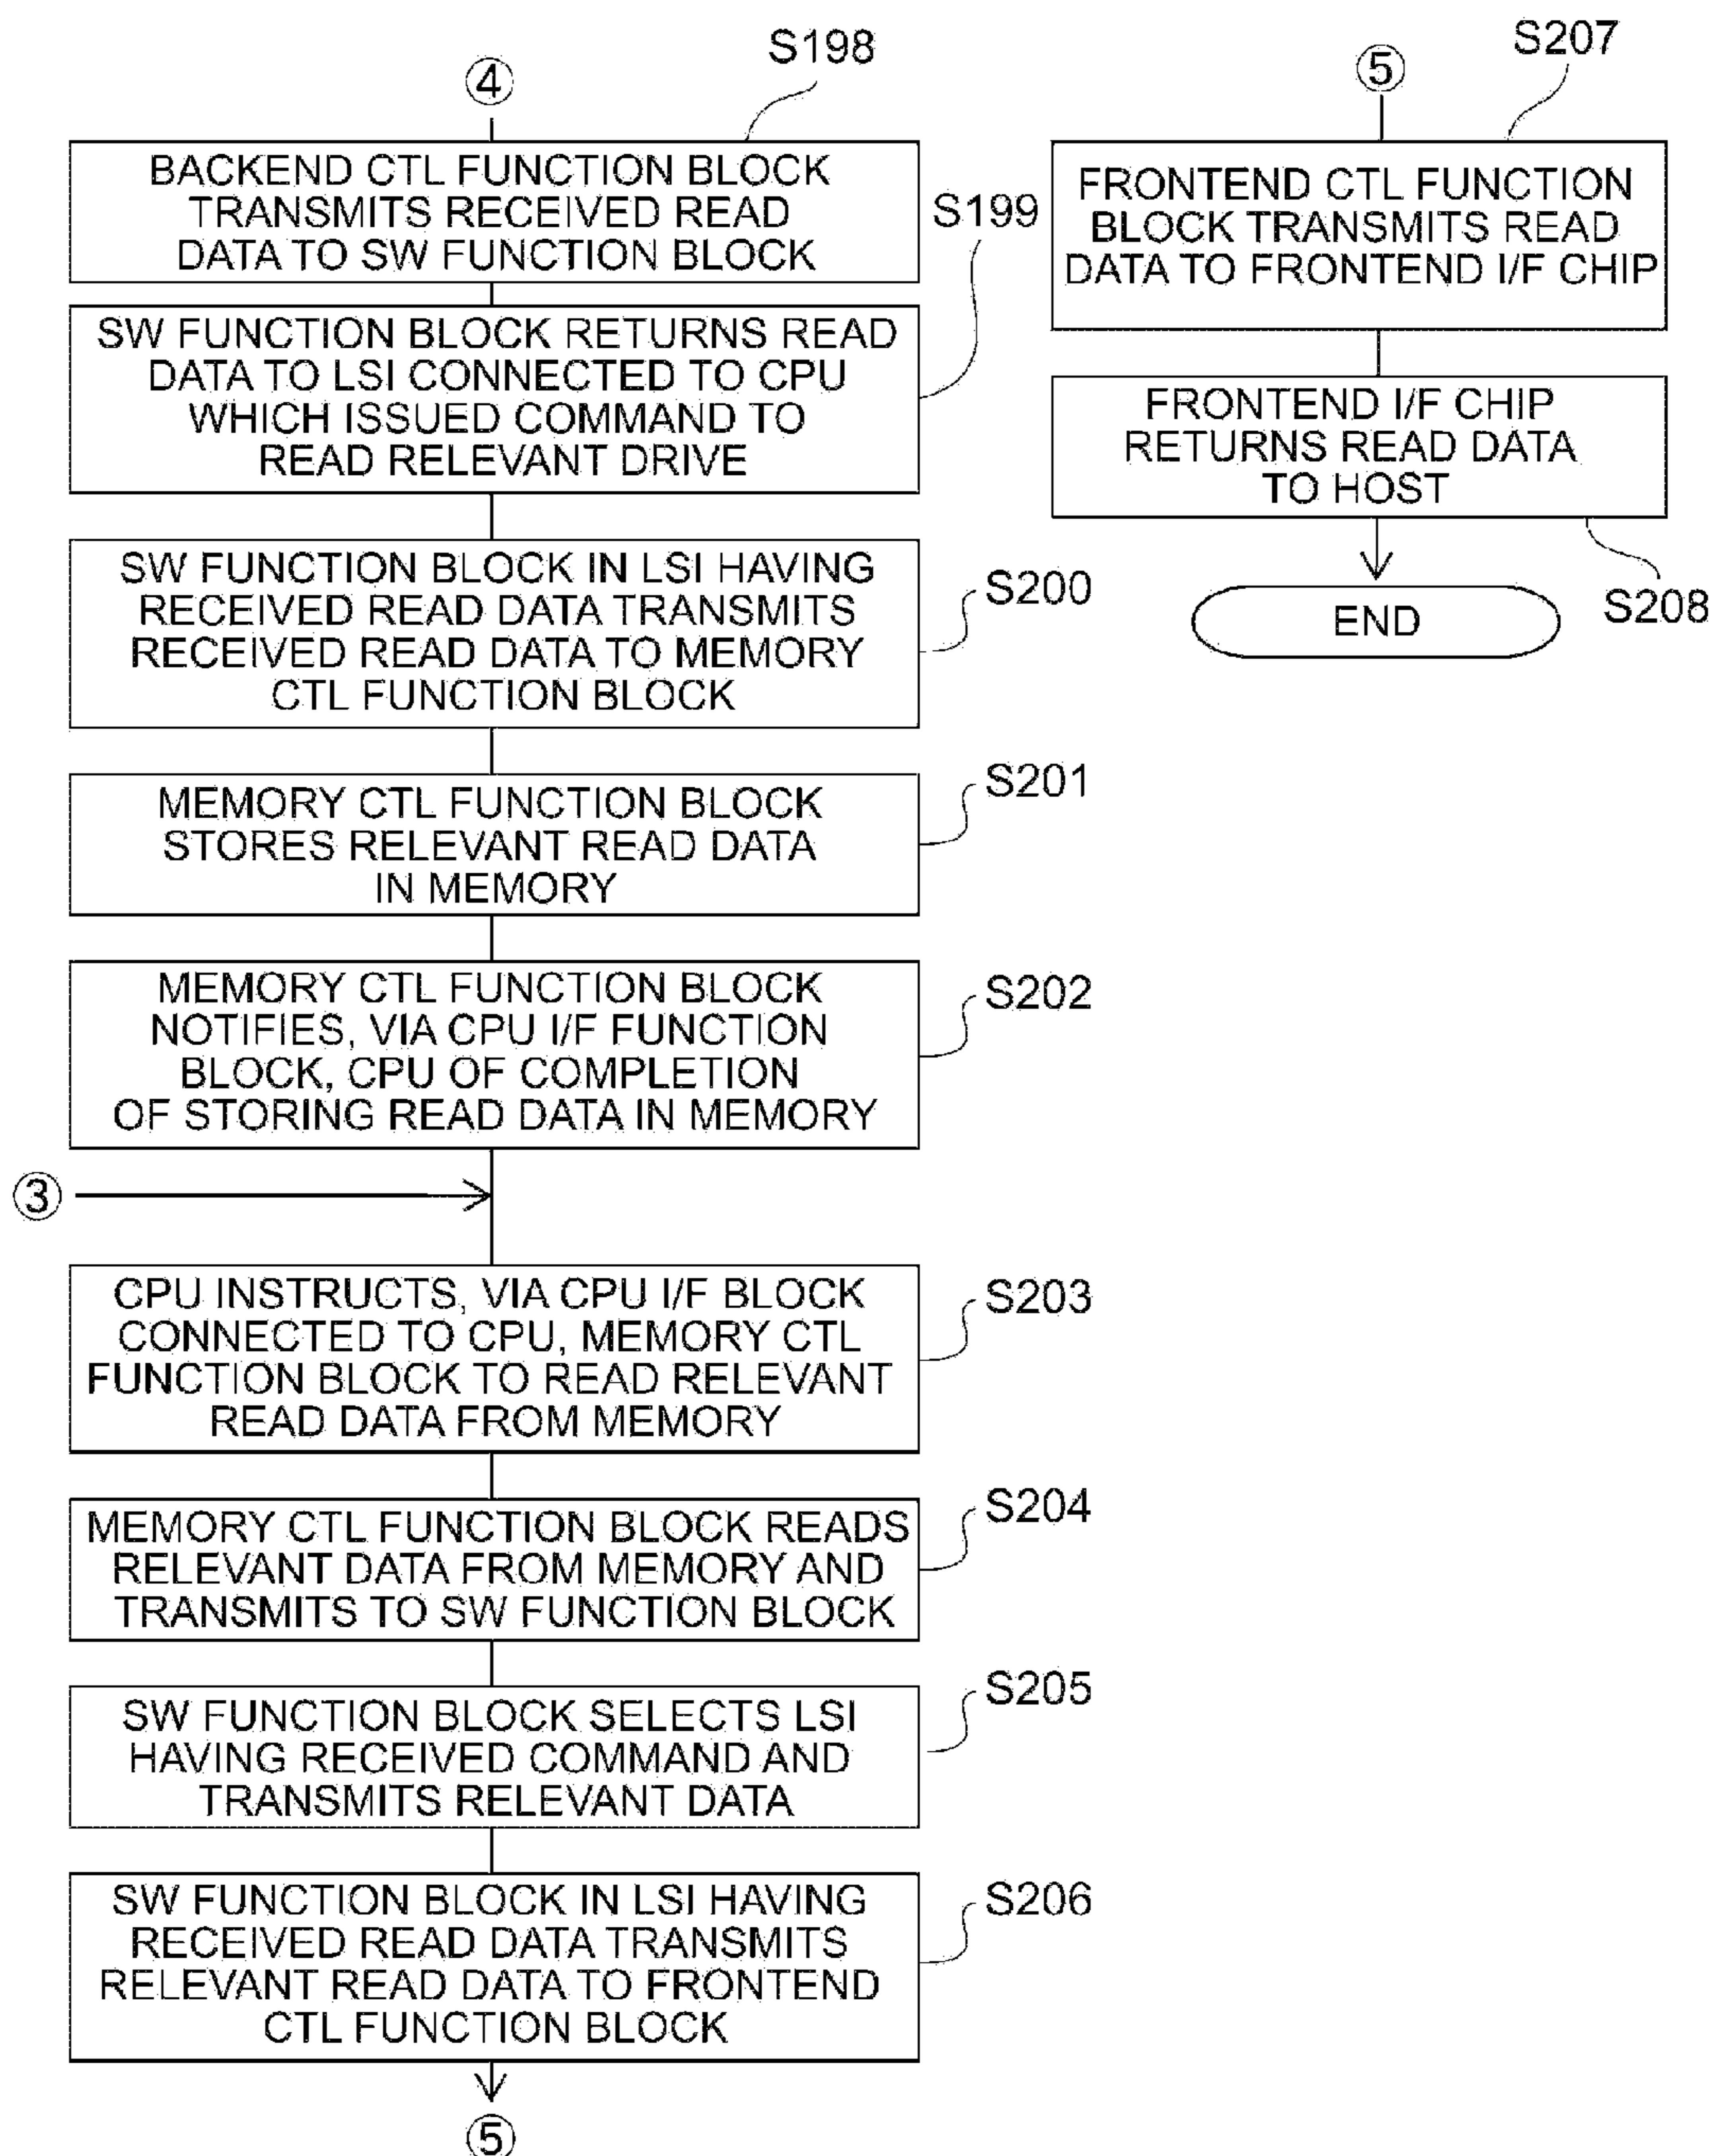 ④
S198
BACKEND CTL FUNCTION BLOCK
TRANSMITS RECEIVED READ
DATA TO SW FUNCTION BLOCK
S199
SW FUNCTION BLOCK RETURNS READ
DATA TO LSI CONNECTED TO CPU
WHICH ISSUED COMMAND TO
READ RELEVANT DRIVE
SW FUNCTION BLOCK IN LSI HAVING
RECEIVED READ DATA TRANSMITS
RECEIVED READ DATA TO MEMORY
CTL FUNCTION BLOCK
S200
MEMORY CTL FUNCTION BLOCK
STORES RELEVANT READ DATA
IN MEMORY
S201
MEMORY CTL FUNCTION BLOCK
NOTIFIES, VIA CPU I/F FUNCTION
BLOCK, CPU OF COMPLETION
OF STORING READ DATA IN MEMORY
S202
③
CPU INSTRUCTS, VIA CPU I/F BLOCK
CONNECTED TO CPU, MEMORY CTL
FUNCTION BLOCK TO READ RELEVANT
READ DATA FROM MEMORY
S203
MEMORY CTL FUNCTION BLOCK READS
RELEVANT DATA FROM MEMORY AND
TRANSMITS TO SW FUNCTION BLOCK
S204
SW FUNCTION BLOCK SELECTS LSI
HAVING RECEIVED COMMAND AND
TRANSMITS RELEVANT DATA
S205
SW FUNCTION BLOCK IN LSI HAVING
RECEIVED READ DATA TRANSMITS
RELEVANT READ DATA TO FRONTEND
CTL FUNCTION BLOCK
S206
⑤
⑤
S207
FRONTEND CTL FUNCTION
BLOCK TRANSMITS READ
DATA TO FRONTEND I/F CHIP
FRONTEND I/F CHIP
RETURNS READ DATA
TO HOST
S208
END